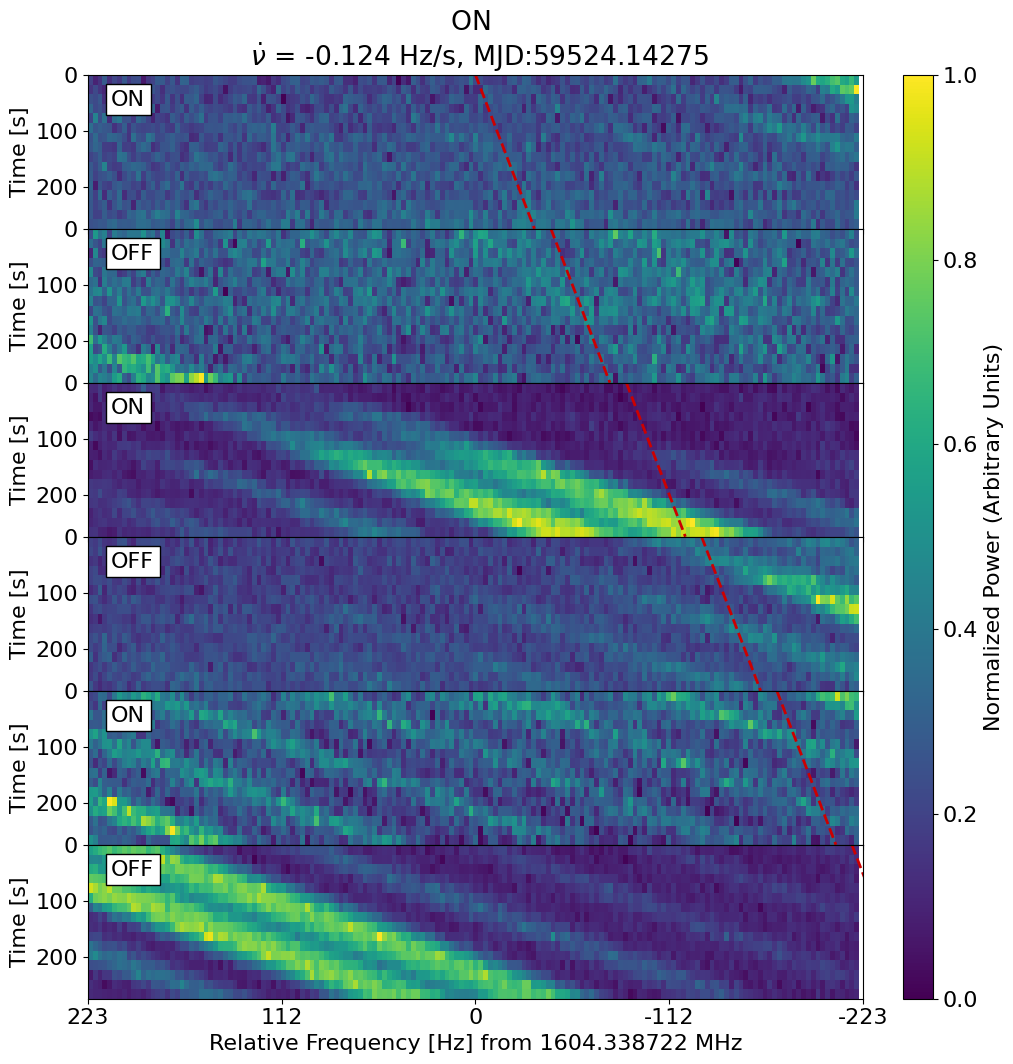 ON
ν̇ = -0.124 Hz/s, MJD:59524.14275
0
100
200
Time [s]
ON
0
100
200
Time [s]
OFF
0
100
200
Time [s]
ON
0
100
200
Time [s]
OFF
0
100
200
Time [s]
ON
0
100
200
Time [s]
OFF
223
112
0
-112
-223
Relative Frequency [Hz] from 1604.338722 MHz
1.0
0.8
0.6
0.4
0.2
0.0
Normalized Power (Arbitrary Units)